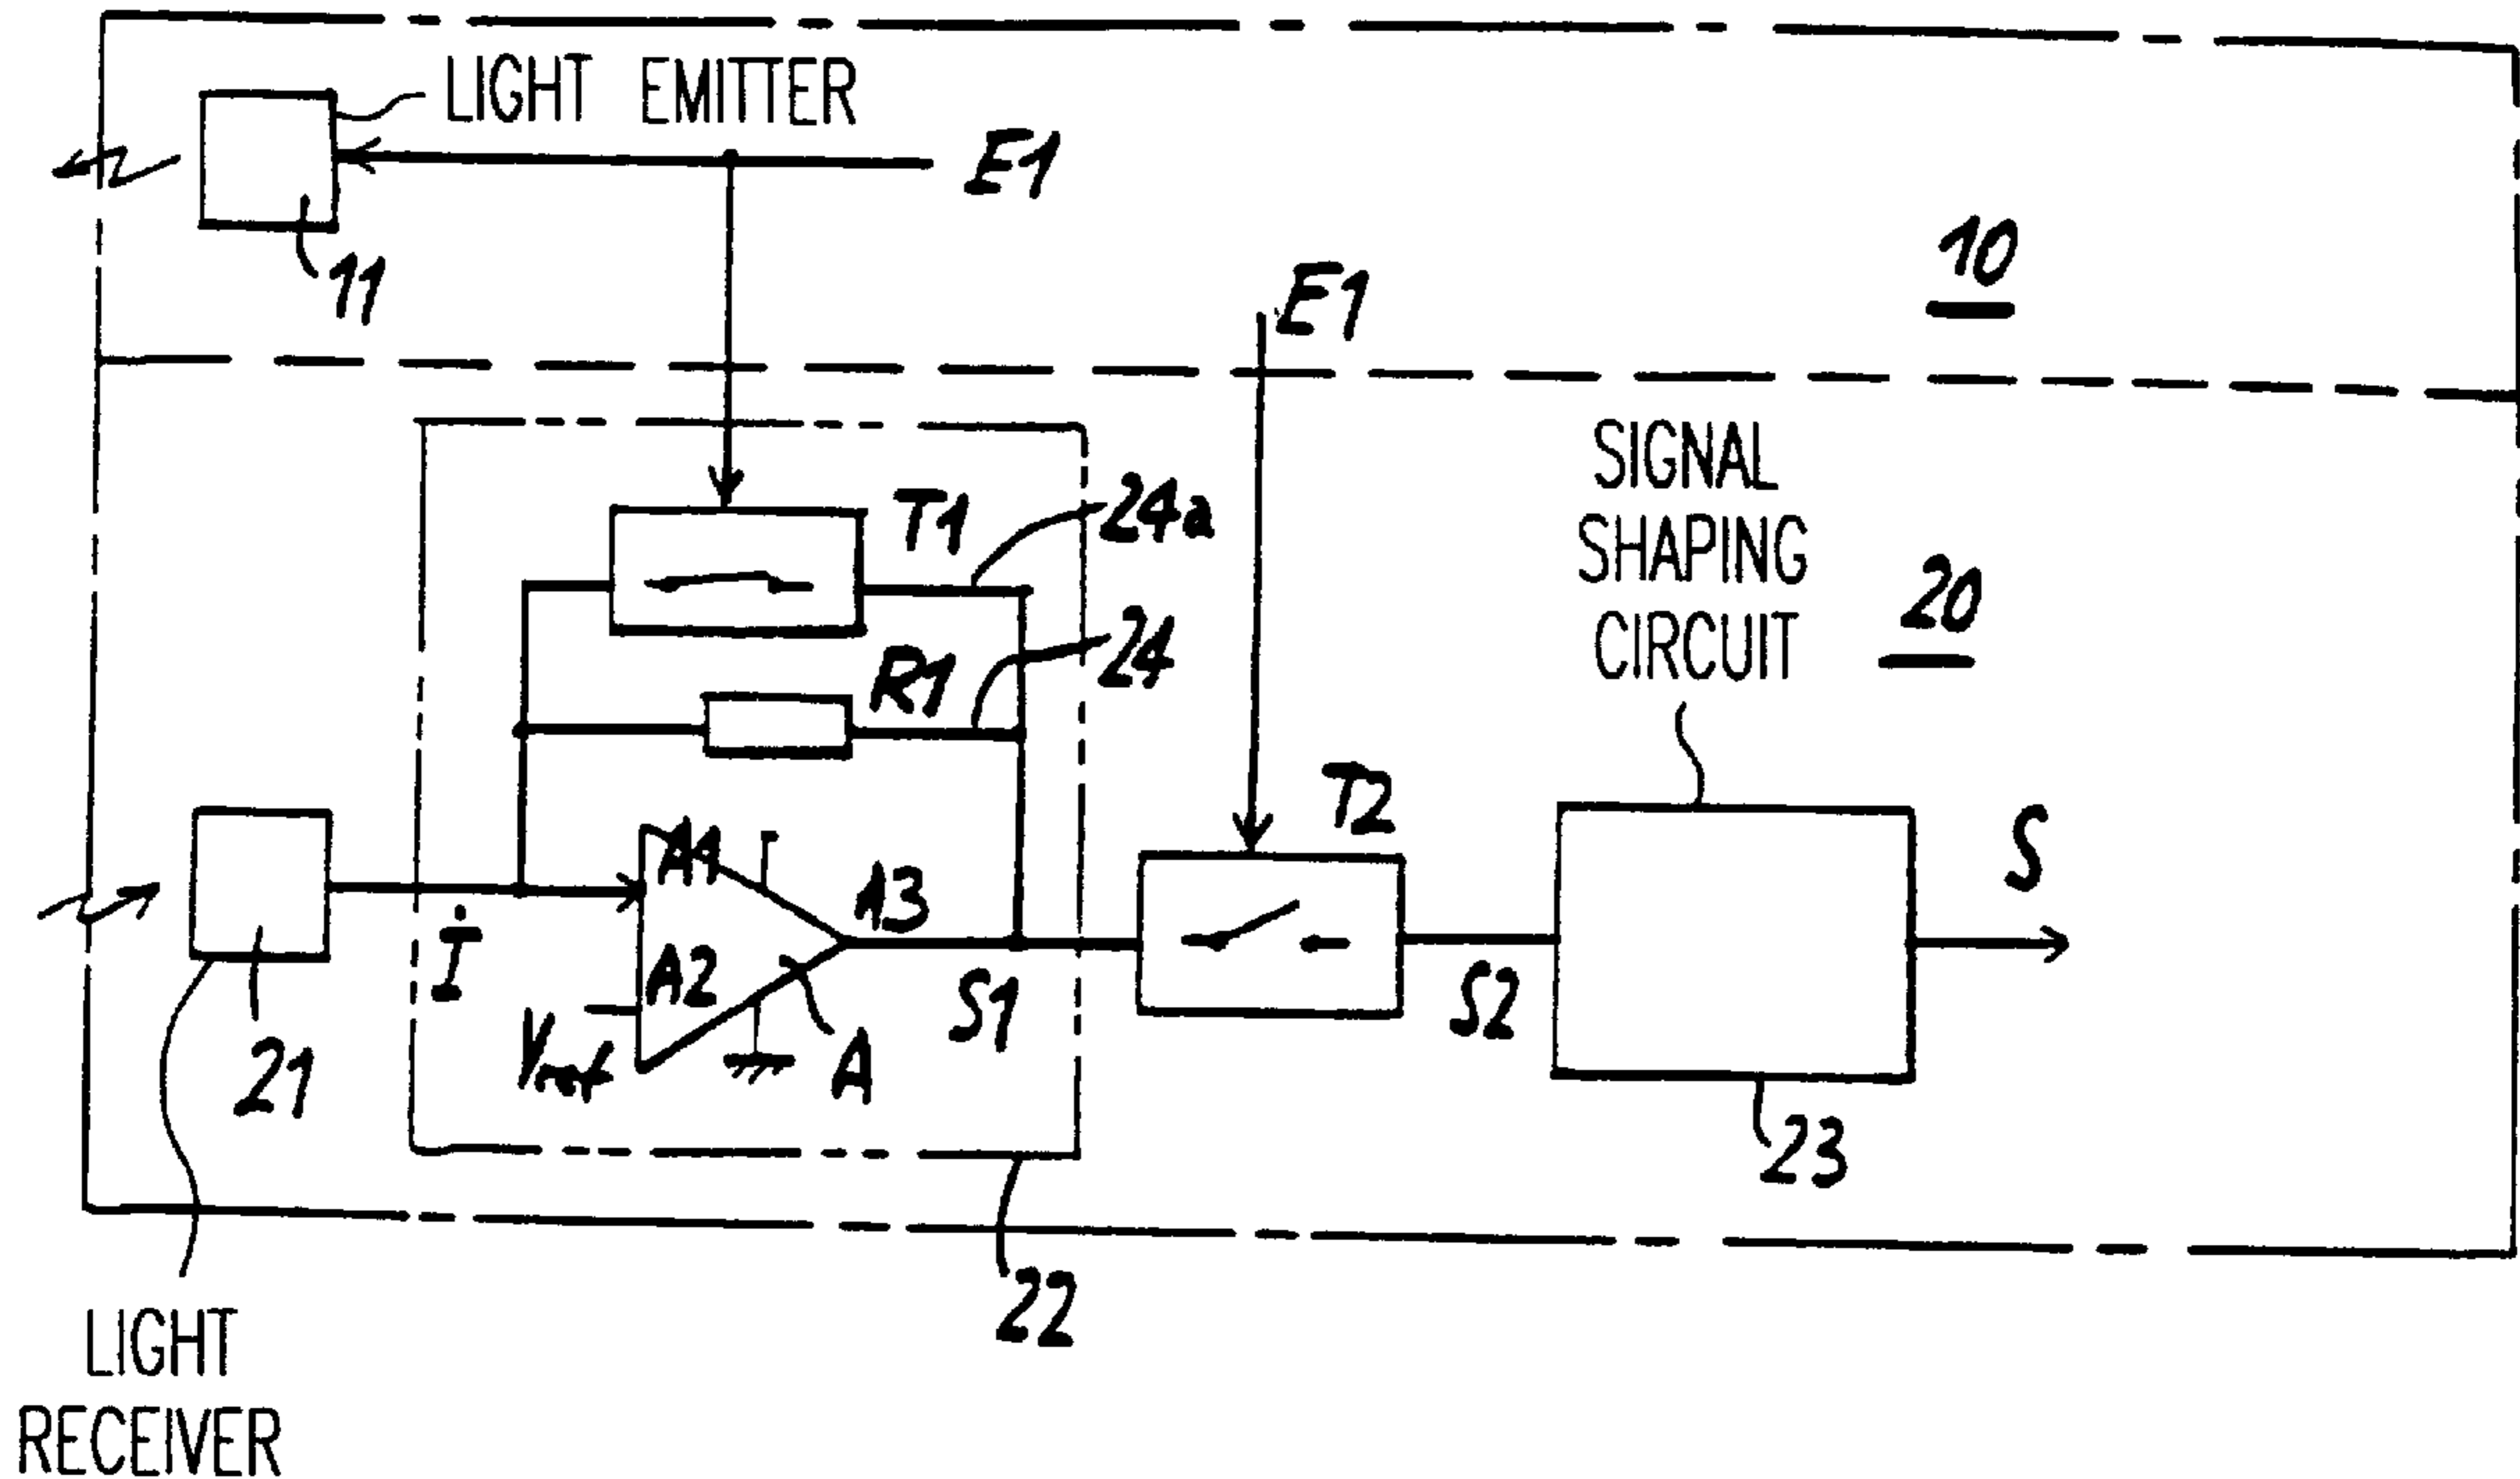 LIGHT EMITTER
E1
11
10
E1
SIGNAL
SHAPING
CIRCUIT
20
T1
24a
R1
24
T2
A1
A3
S
I
A2
S1
S2
Vref
A
21
23
22
LIGHT
RECEIVER